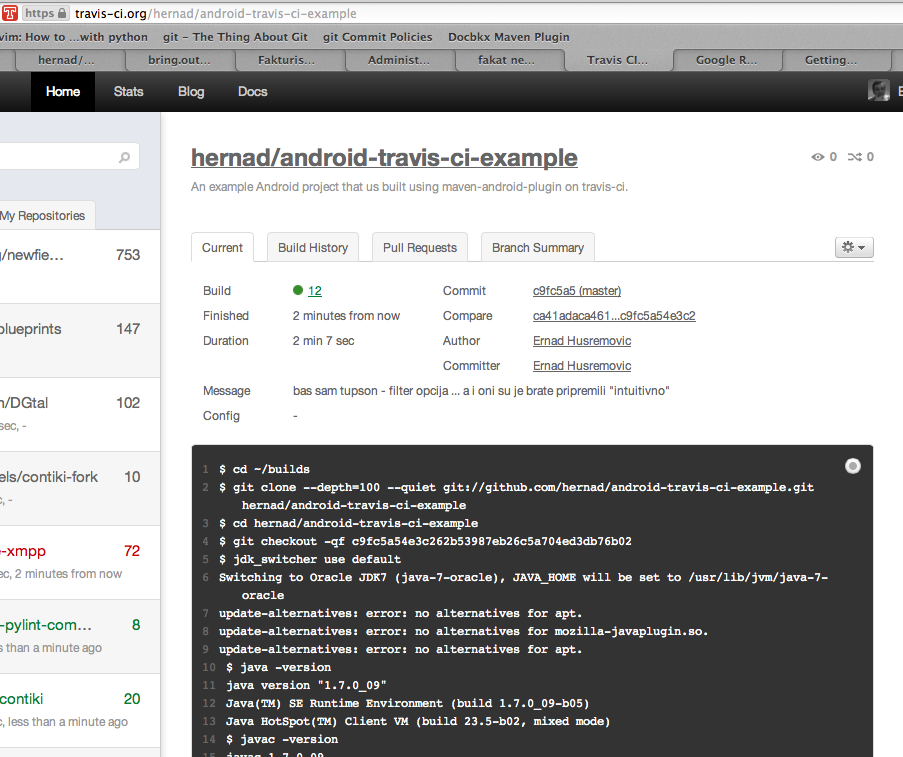 https travis-ci.org/hernad/android-travis-ci-example
vim: How to ...with python git – The Thing About Git git Commit Policies Docbkx Maven Plugin
hernad/... bring.out... Fakturis... Administ... fakat ne... Travis CI... Google R... Getting...
Home Stats Blog Docs
hernad/android-travis-ci-example
0 0
An example Android project that us built using maven-android-plugin on travis-ci.
My Repositories
Current Build History Pull Requests Branch Summary
/newfie... 753
blueprints 147
/DGtal 102
sec, -
els/contiki-fork 10
c, -
-xmpp 72
ec, 2 minutes from now
-pylint-com... 8
s than a minute ago
contiki 20
c, less than a minute ago
Build 12 Commit c9fc5a5 (master)
Finished 2 minutes from now Compare ca41adaca461...c9fc5a54e3c2
Duration 2 min 7 sec Author Ernad Husremovic
Committer Ernad Husremovic
Message bas sam tupson - filter opcija ... a i oni su je brate pripremili "intuitivno"
Config -
1 $ cd ~/builds
2 $ git clone --depth=100 --quiet git://github.com/hernad/android-travis-ci-example.git
hernad/android-travis-ci-example
3 $ cd hernad/android-travis-ci-example
4 $ git checkout -qf c9fc5a54e3c262b53987eb26c5a704ed3db76b02
5 $ jdk_switcher use default
6 Switching to Oracle JDK7 (java-7-oracle), JAVA_HOME will be set to /usr/lib/jvm/java-7-
oracle
7 update-alternatives: error: no alternatives for apt.
8 update-alternatives: error: no alternatives for mozilla-javaplugin.so.
9 update-alternatives: error: no alternatives for apt.
10 $ java -version
11 java version "1.7.0_09"
12 Java(TM) SE Runtime Environment (build 1.7.0_09-b05)
13 Java HotSpot(TM) Client VM (build 23.5-b02, mixed mode)
14 $ javac -version
15 javac 1.7.0_09